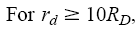 For r_d ≥ 10R_D,